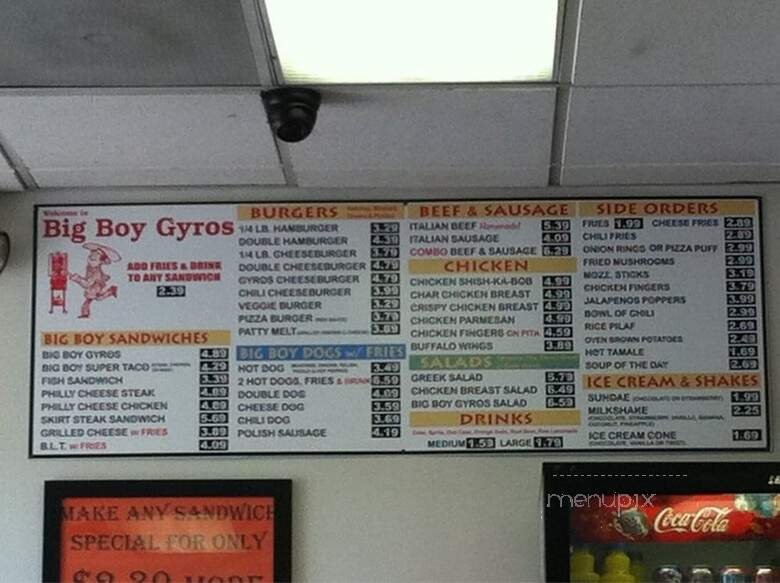 Welcome to
Big Boy Gyros
ADD FRIES & DRINK
TO ANY SANDWICH
2.39
BIG BOY SANDWICHES
BIG BOY GYROS 4.89
BIG BOY SUPER TACO 4.29
FISH SANDWICH 3.39
PHILLY CHEESE STEAK 4.89
PHILLY CHEESE CHICKEN 4.69
SKIRT STEAK SANDWICH 5.69
GRILLED CHEESE w/ FRIES
B.L.T. w/ FRIES 4.09
BURGERS
1/4 LB. HAMBURGER 3.29
DOUBLE HAMBURGER 4.39
1/4 LB. CHEESEBURGER 3.79
DOUBLE CHEESEBURGER 4.79
GYROS CHEESEBURGER 4.79
CHILI CHEESEBURGER 3.99
VEGGIE BURGER 3.29
PIZZA BURGER 3.79
PATTY MELT 3.89
BIG BOY DOGS w/ FRIES
HOT DOG 3.49
2 HOT DOGS, FRIES & DRINK 6.59
DOUBLE DOG 4.09
CHEESE DOG 3.59
CHILI DOG 3.69
POLISH SAUSAGE 4.19
BEEF & SAUSAGE
ITALIAN BEEF Homemade! 5.39
ITALIAN SAUSAGE 4.09
COMBO BEEF & SAUSAGE 6.29
CHICKEN
CHICKEN SHISH-KA-BOB 4.99
CHAR CHICKEN BREAST 4.99
CRISPY CHICKEN BREAST 4.99
CHICKEN PARMESAN 4.99
CHICKEN FINGERS ON PITA 4.59
BUFFALO WINGS 3.89
SALADS
GREEK SALAD 5.79
CHICKEN BREAST SALAD 6.49
BIG BOY GYROS SALAD 6.59
DRINKS
MEDIUM 1.59 LARGE 1.79
SIDE ORDERS
FRIES 1.99 CHEESE FRIES 2.89
CHILI FRIES 2.89
ONION RINGS OR PIZZA PUFF 2.99
FRIED MUSHROOMS 2.99
MOZZ. STICKS 3.19
CHICKEN FINGERS 3.79
JALAPENOS POPPERS 3.99
BOWL OF CHILI 2.99
RICE PILAF 2.69
OVEN BROWN POTATOES 2.49
HOT TAMALE 1.69
SOUP OF THE DAY 2.69
ICE CREAM & SHAKES
SUNDAE (CHOCOLATE OR STRAWBERRY) 1.99
MILKSHAKE 2.25
ICE CREAM CONE 1.69
MAKE ANY SANDWICH
SPECIAL FOR ONLY
menupix
Coca-Cola